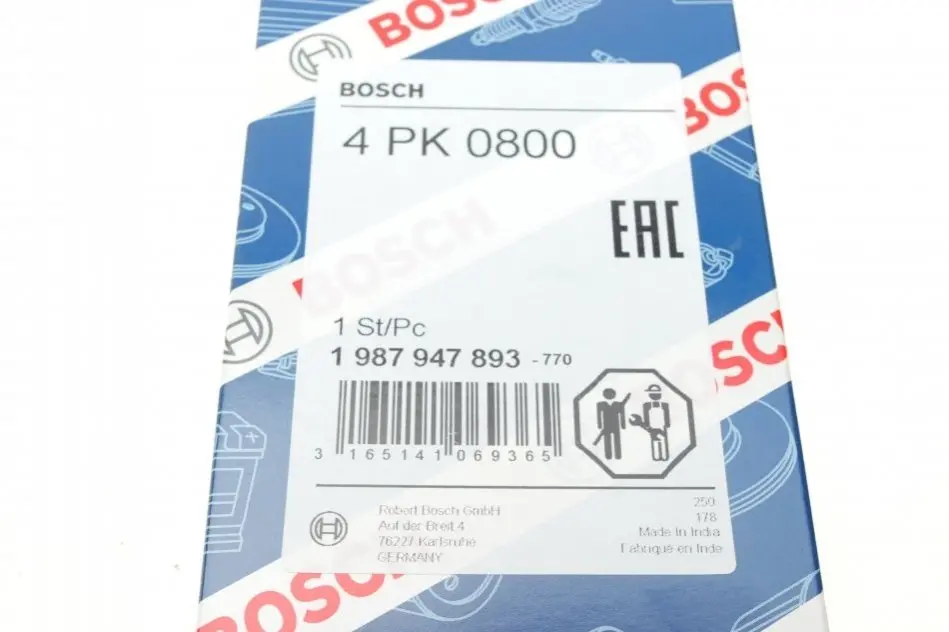 BOSCH
BOSCH
4 PK 0800
BOSCH
EAC
BOSCH
1 St/Pc
1 987 947 893 - 770
BOSCH
3 165141 069365
Robert Bosch GmbH
Auf der Breit 4
76227 Karlsruhe
GERMANY
250
178
Made in India
Fabriqué en Inde
BOSCH